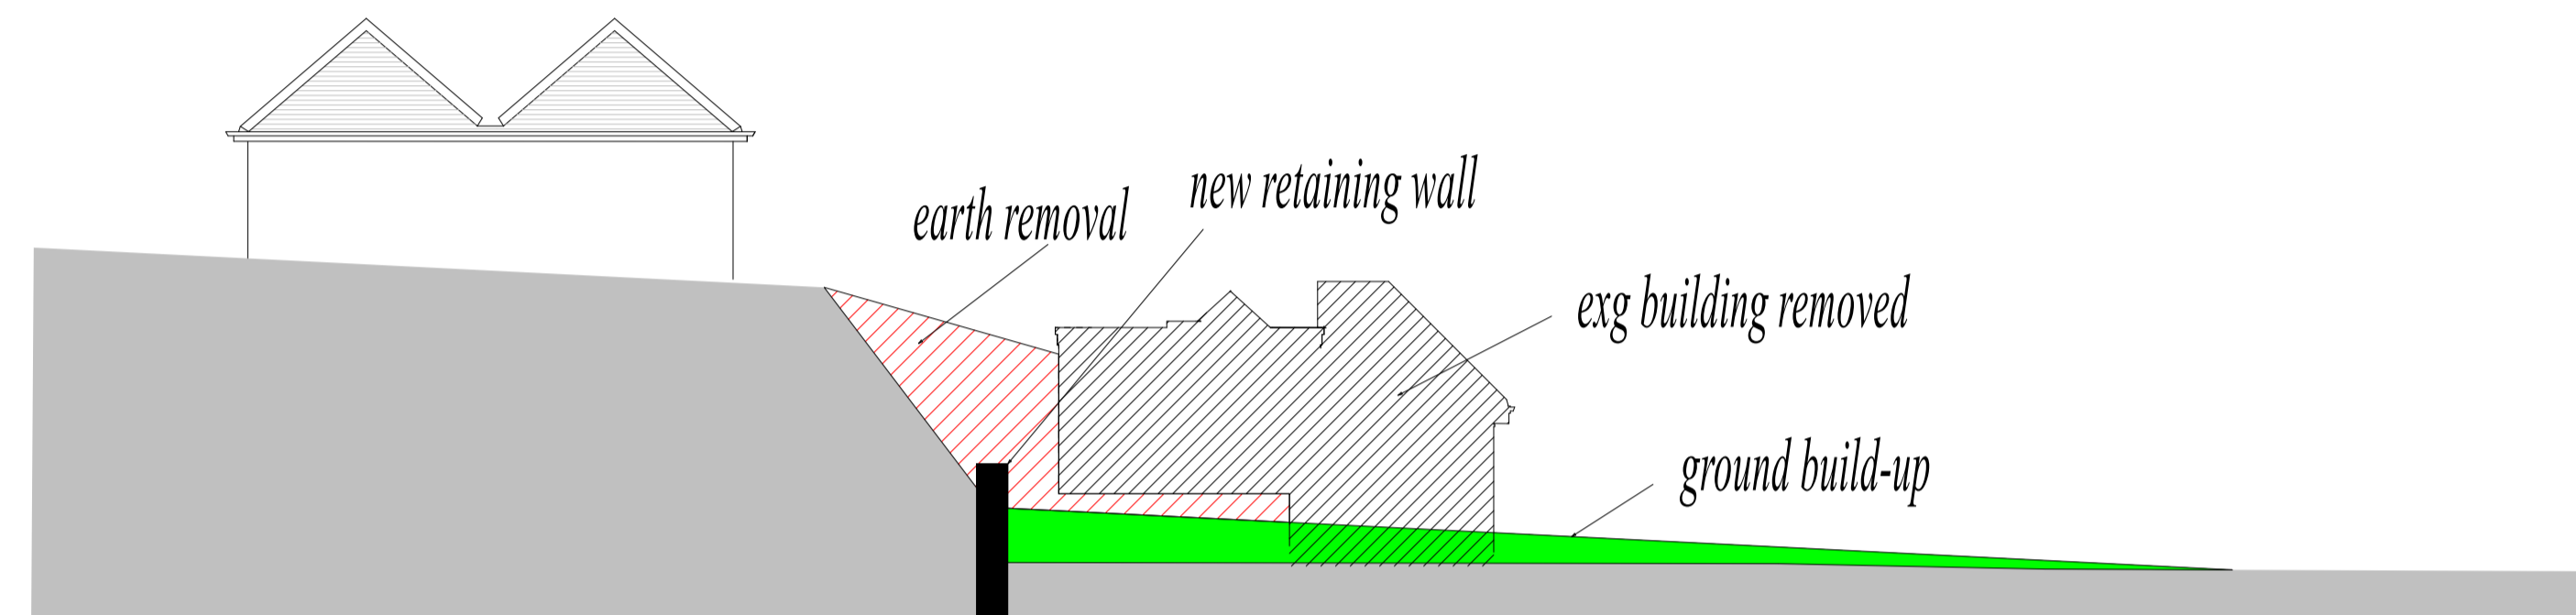 new retaining wall
earth removal
exg building removed
ground build-up